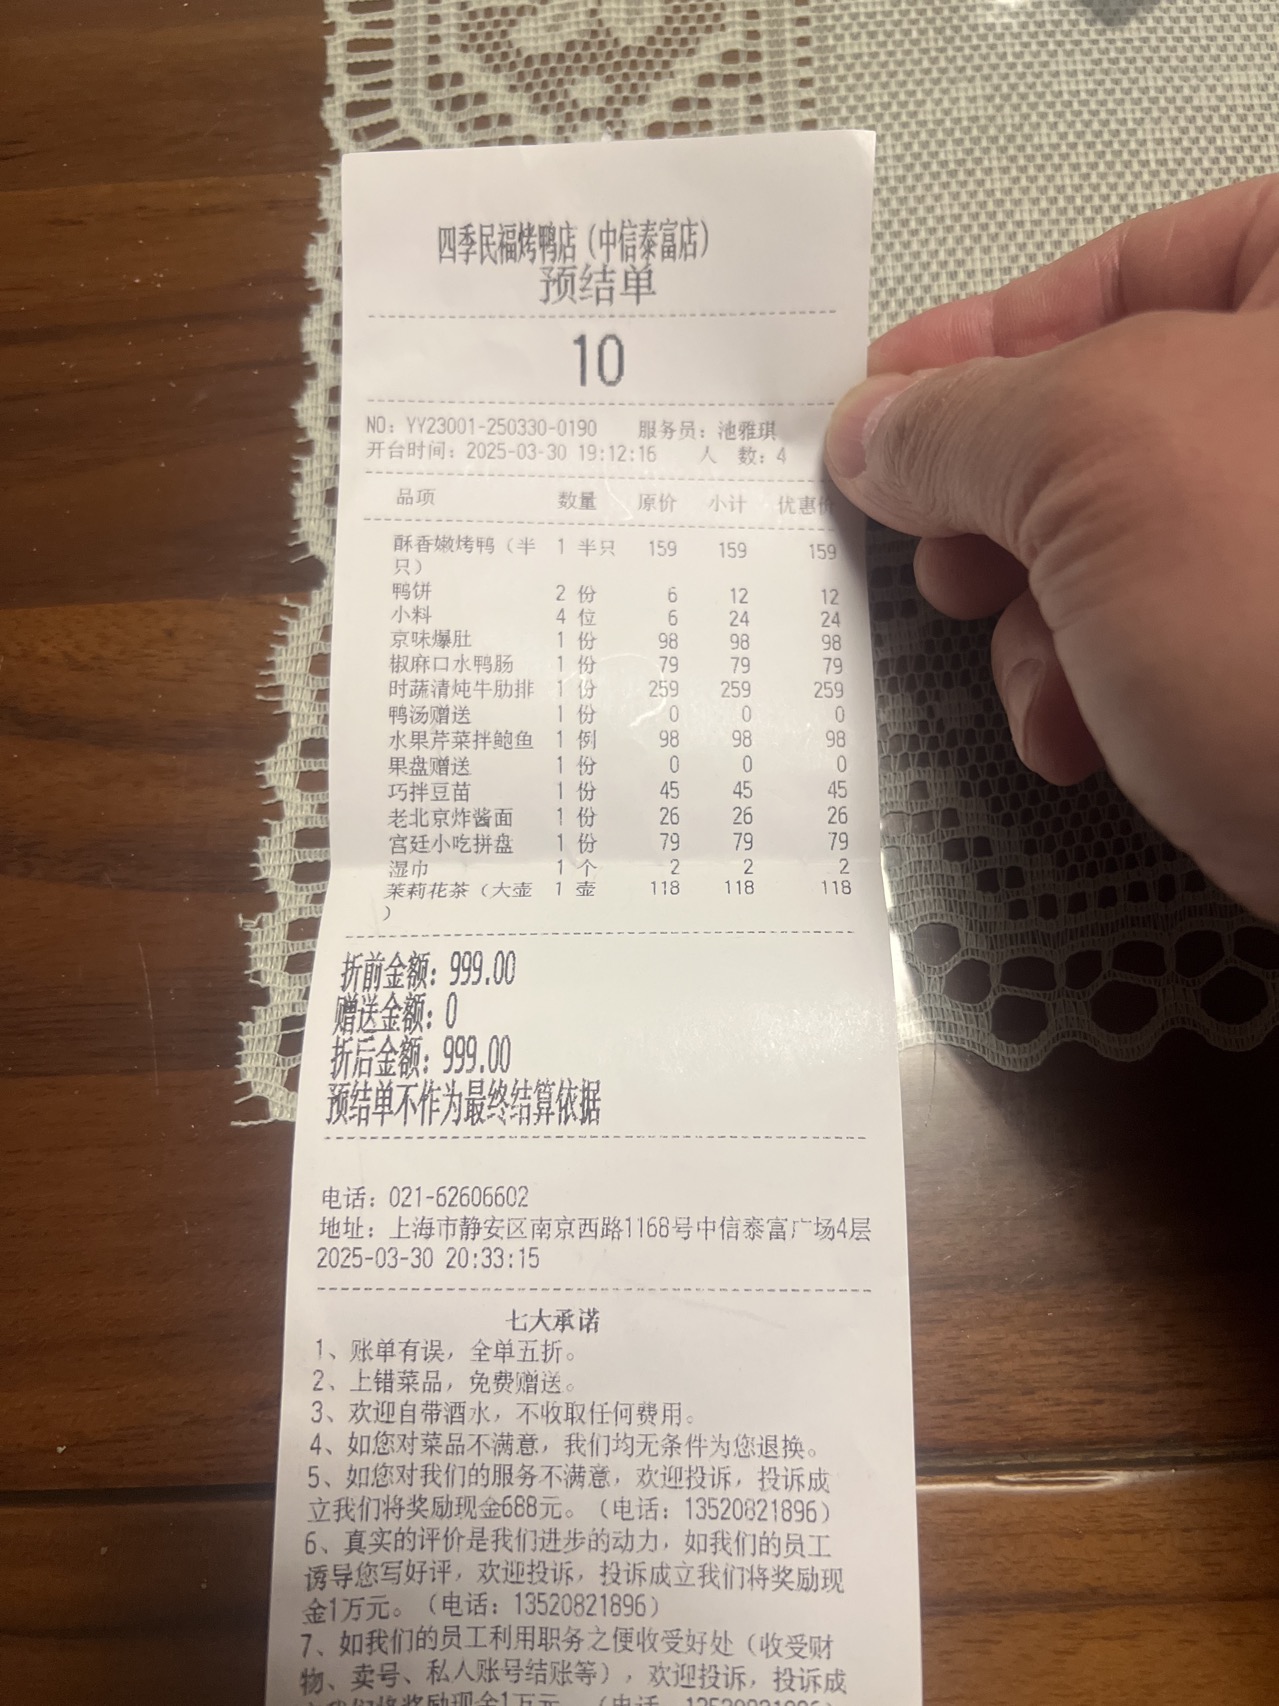 四季民福烤鸭店（中信泰富店）
预结单
10
NO：YY23001-250330-0190 服务员：池雅琪
开台时间：2025-03-30 19:12:16 人 数：4
品项 数量 原价 小计 优惠价
酥香嫩烤鸭（半 1 半只 159 159 159
只）
鸭饼 2 份 6 12 12
小料 4 位 6 24 24
京味爆肚 1 份 98 98 98
椒麻口水鸭肠 1 份 79 79 79
时蔬清炖牛肋排 1 份 259 259 259
鸭汤赠送 1 份 0 0 0
水果芹菜拌鲍鱼 1 例 98 98 98
果盘赠送 1 份 0 0 0
巧拌豆苗 1 份 45 45 45
老北京炸酱面 1 份 26 26 26
宫廷小吃拼盘 1 份 79 79 79
湿巾 1 个 2 2 2
茉莉花茶（大壶 1 壶 118 118 118
）
折前金额：999.00
赠送金额：0
折后金额：999.00
预结单不作为最终结算依据
电话：021-62606602
地址：上海市静安区南京西路1168号中信泰富广场4层
2025-03-30 20:33:15
七大承诺
1、账单有误，全单五折。
2、上错菜品，免费赠送。
3、欢迎自带酒水，不收取任何费用。
4、如您对菜品不满意，我们均无条件为您退换。
5、如您对我们的服务不满意，欢迎投诉，投诉成
立我们将奖励现金688元。（电话：13520821896）
6、真实的评价是我们进步的动力，如我们的员工
诱导您写好评，欢迎投诉，投诉成立我们将奖励现
金1万元。（电话：13520821896）
7、如我们的员工利用职务之便收受好处（收受财
物、卖号、私人账号结账等），欢迎投诉，投诉成
立我们将奖励现金1万元。（电话：13520821896）